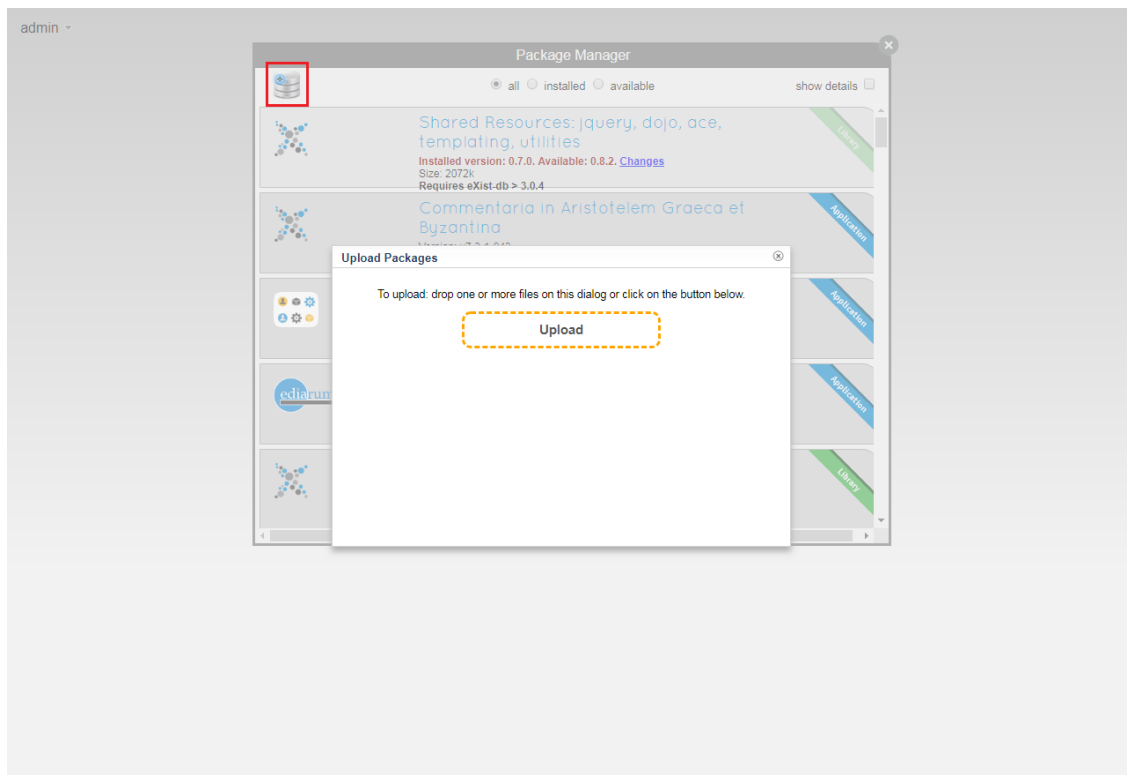 admin
Package Manager
all installed available show details
Shared Resources: jquery, dojo, ace,
templating, utilities
Installed version: 0.7.0. Available: 0.8.2. Changes
Size: 2072k
Requires eXist-db > 3.0.4
Library
Commentaria in Aristotelem Graeca et
Byzantina
Application
Upload Packages
To upload: drop one or more files on this dialog or click on the button below.
Upload
Application
ediarum
Application
Library